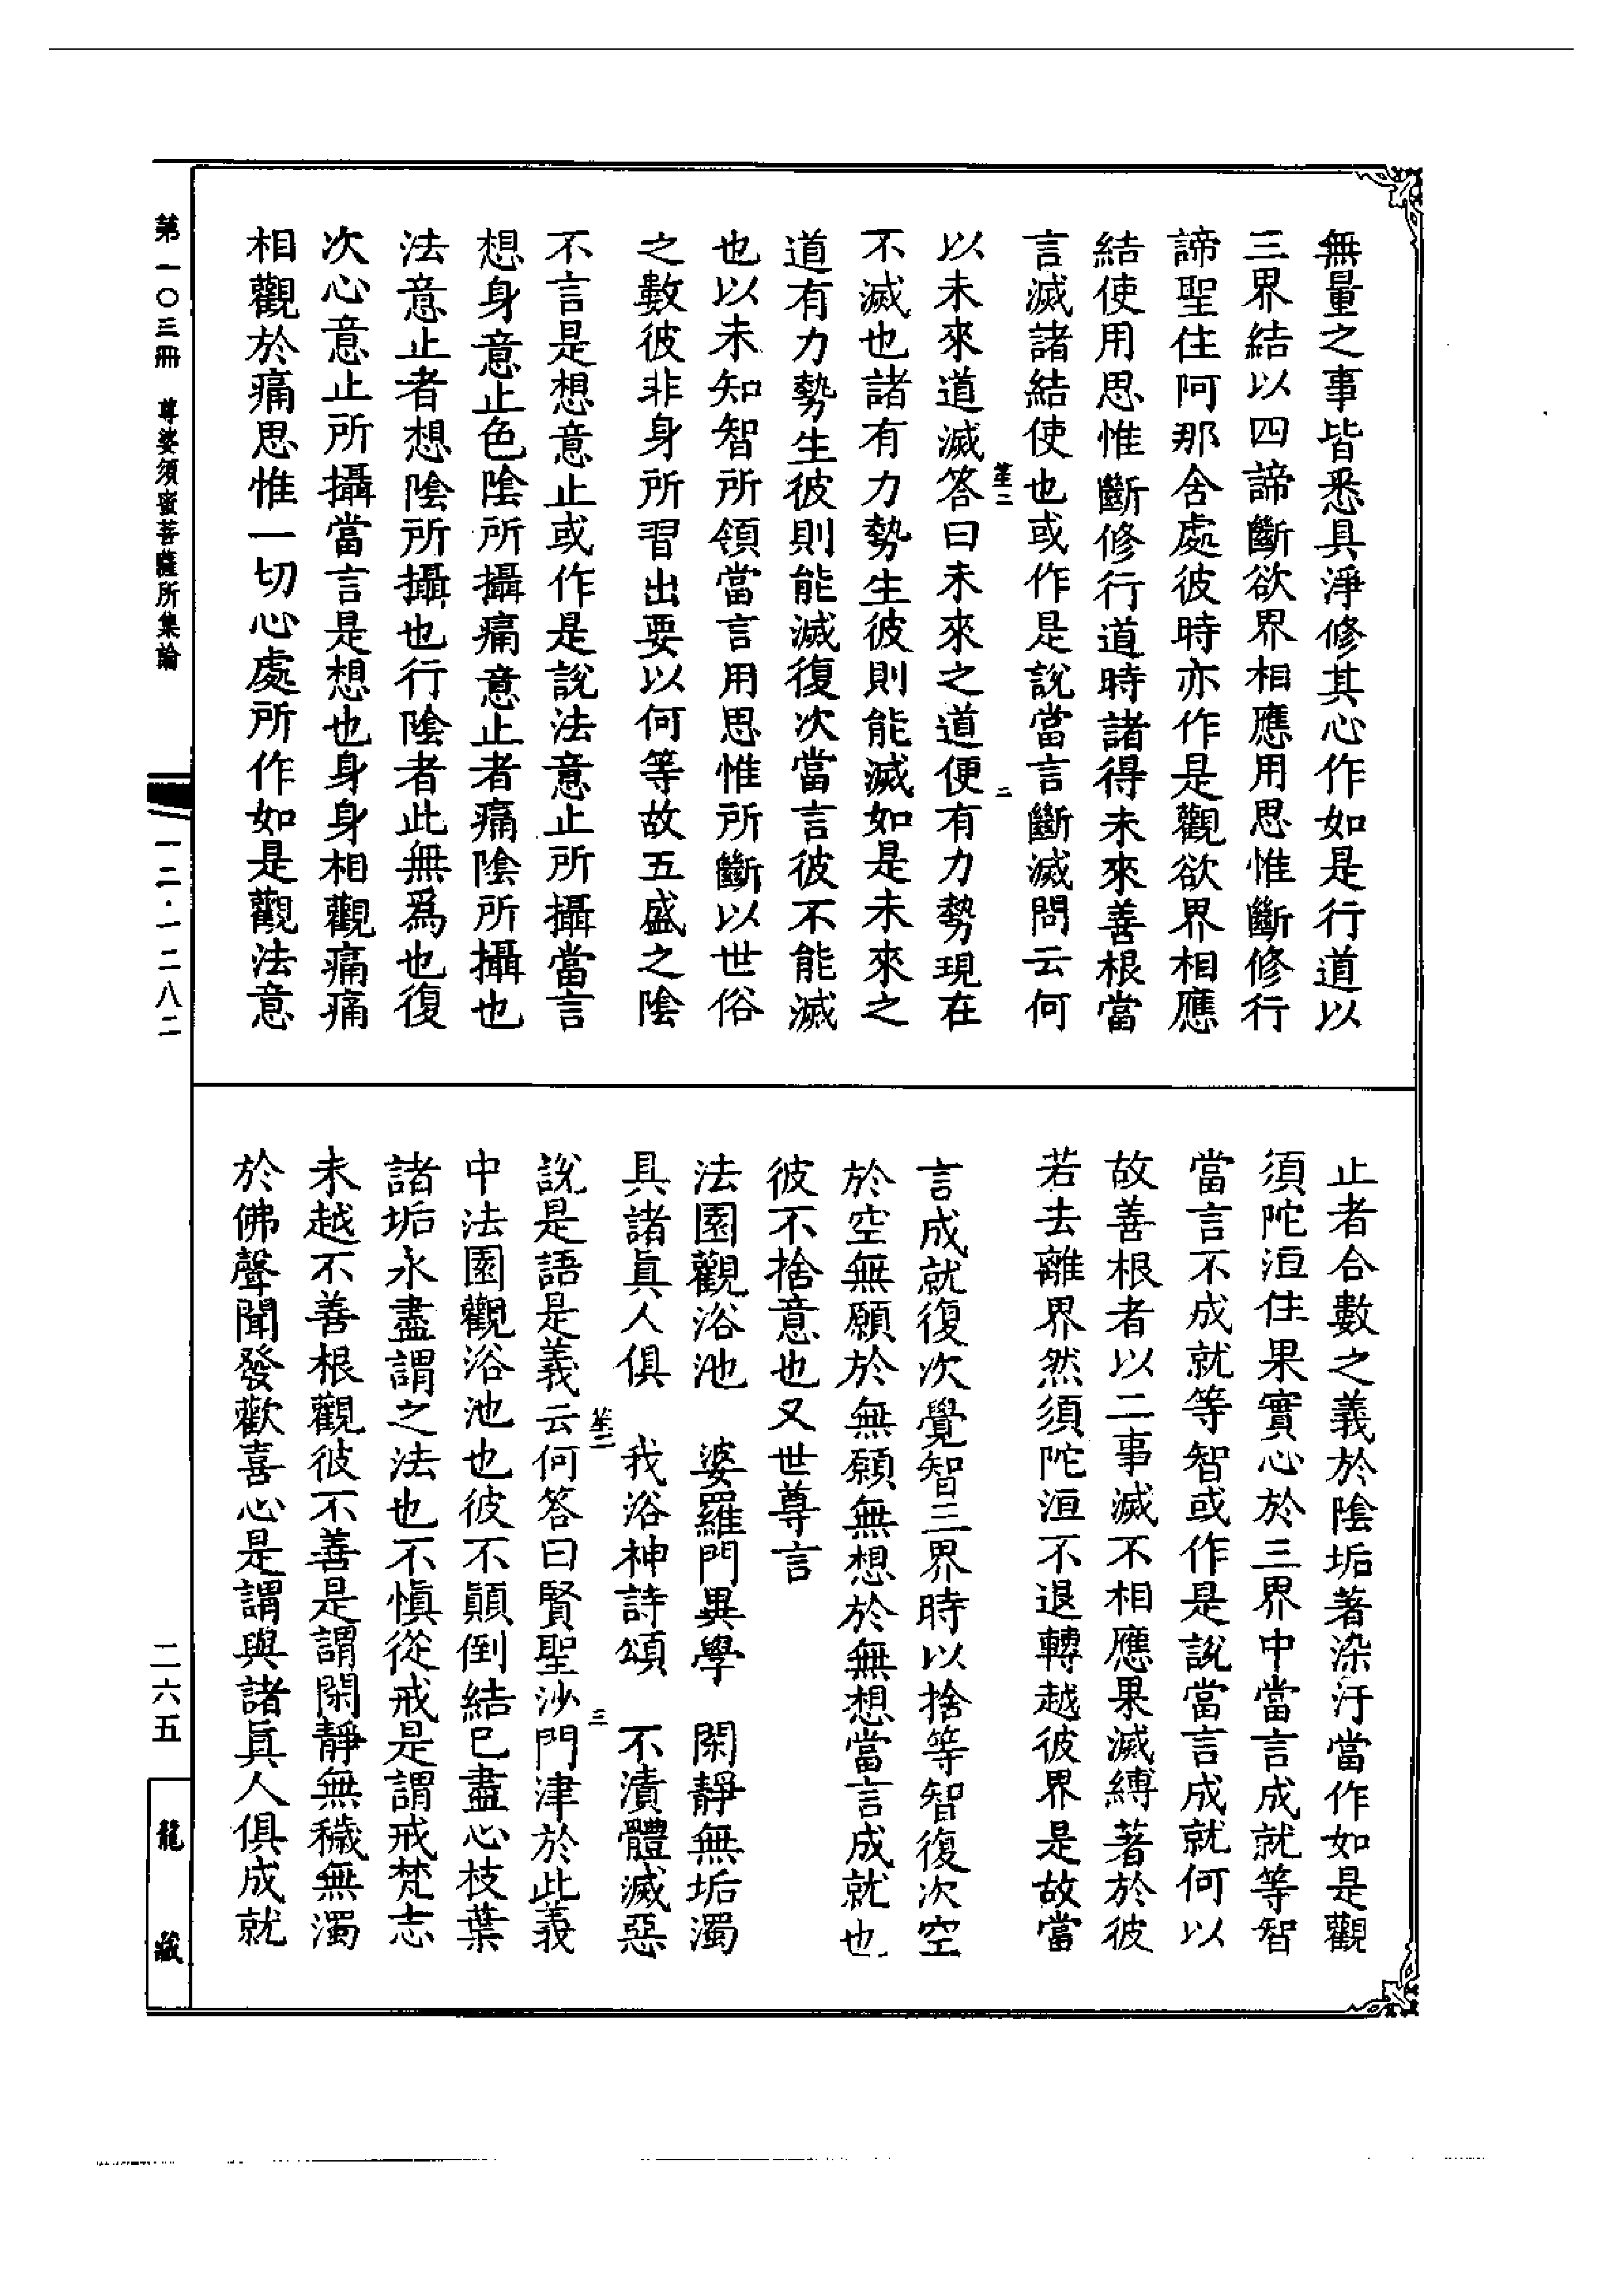 無量之事皆悉具淨修其心作如是行道以
三界結以四諦斷欲界相應用思惟斷修行
諦聖住阿那含處彼時亦作是觀欲界相應
結使用思惟斷修行道時諸得未來善根當
言滅諸結使也或作是說當言斷滅問云何
以未來道滅答曰未來之道便有力勢現在
不滅也諸有力勢生彼則能滅如是未來之
道有力勢生彼則能滅復次當言彼不能滅
也以未知智所領當言用思惟所斷以世俗
之數彼非身所習出要以何等故五盛之陰
不言是想意止或作是說法意止所攝當言
想身意止色陰所攝痛意止者痛陰所攝也
法意止者想陰所攝也行陰者此無爲也復
次心意止所攝當言是想也身身相觀痛痛
相觀於痛思惟一切心處所作如是觀法意
止者合數之義於陰垢著染汙當作如是觀
須陀洹住果實心於三界中當言成就等智
當言不成就等智或作是說當言成就何以
故善根者以二事滅不相應果滅縛著於彼
若去離界然須陀洹不退轉越彼界是故當
言成就復次覺智三界時以捨等智復次空
於空無願於無願無想於無想當言成就也
彼不捨意也又世尊言
法園觀浴池　婆羅門異學　閑靜無垢濁
具諸眞人俱　我浴神詩頌　不漬體滅惡
說是語是義云何答曰賢聖沙門津於此義
中法園觀浴池也彼不顚倒結已盡心枝葉
諸垢永盡謂之法也不愼從戒是謂戒梵志
未越不善根觀彼不善是謂閑靜無穢無濁
於佛聲聞發歡喜心是謂與諸眞人俱成就
第一〇三冊　尊婆須蜜菩薩所集論
一二·一二八二
二六五
龍藏
二
三